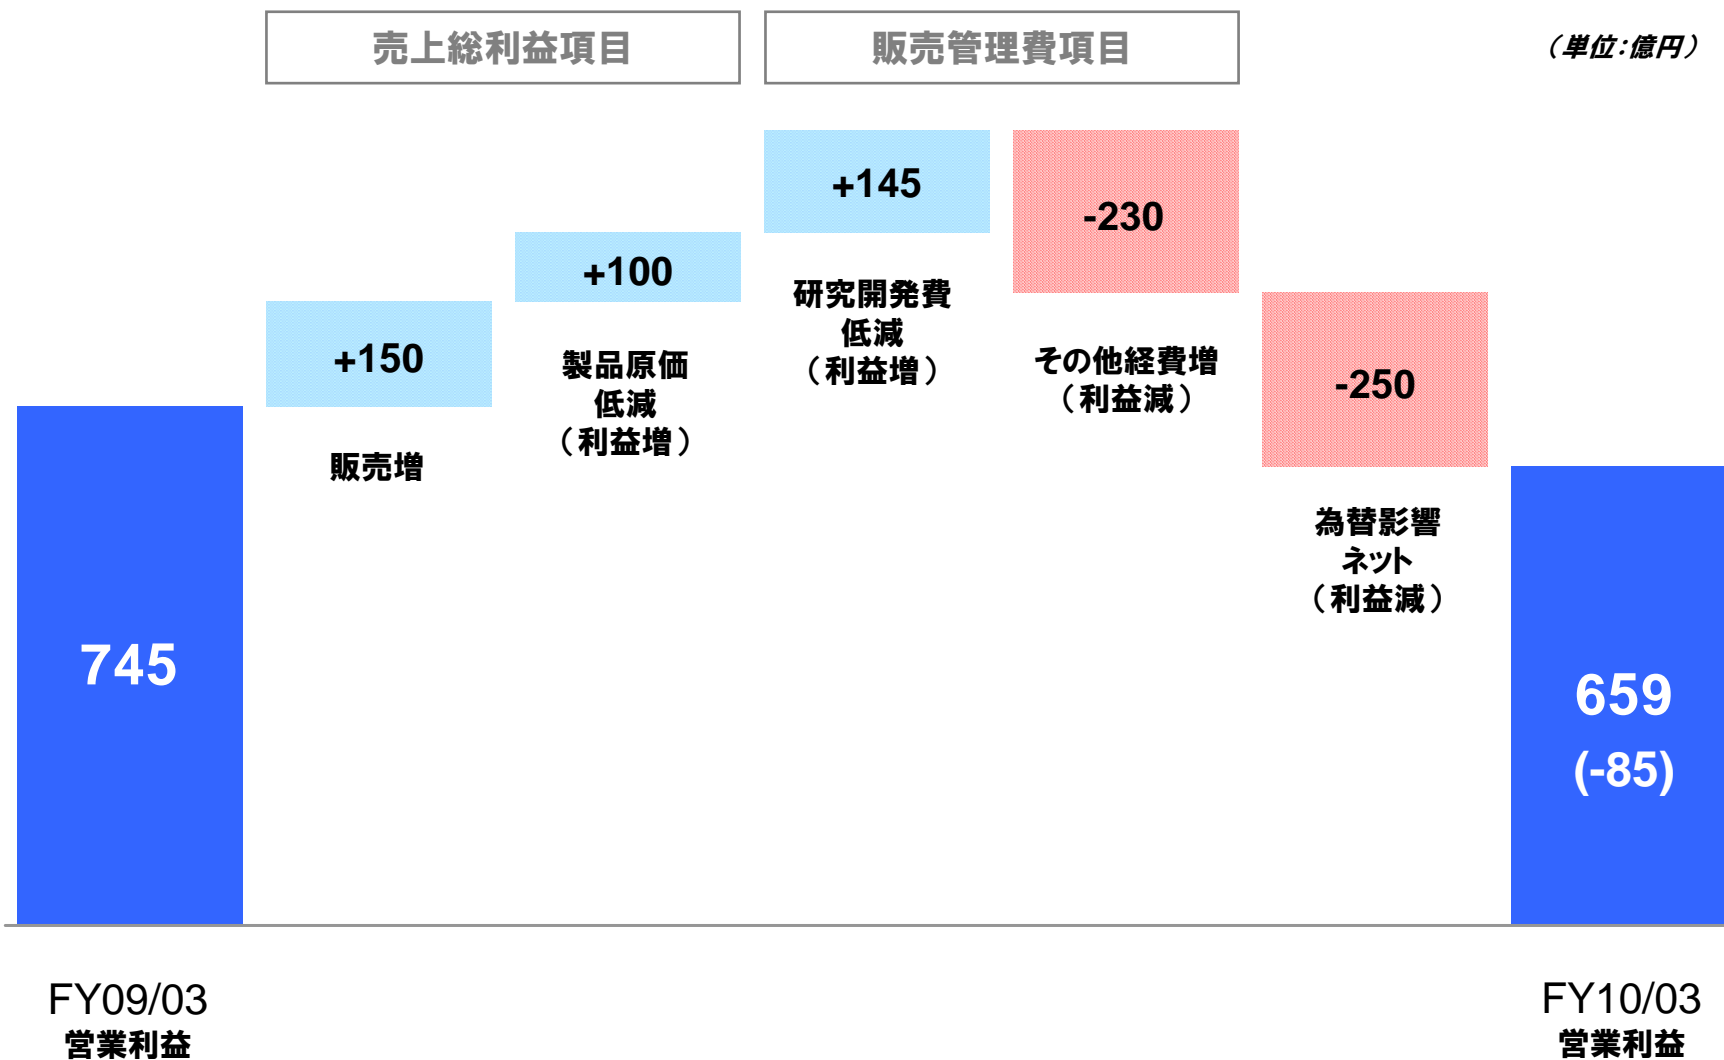 売上総利益項目
販売管理費項目
（単位：億円）
+145
-230
+100
研究開発費
低減
（利益増）
+150
製品原価
低減
（利益増）
その他経費増
（利益減）
-250
販売増
為替影響
ネット
（利益減）
745
659
(-85)
FY09/03
営業利益
FY10/03
営業利益